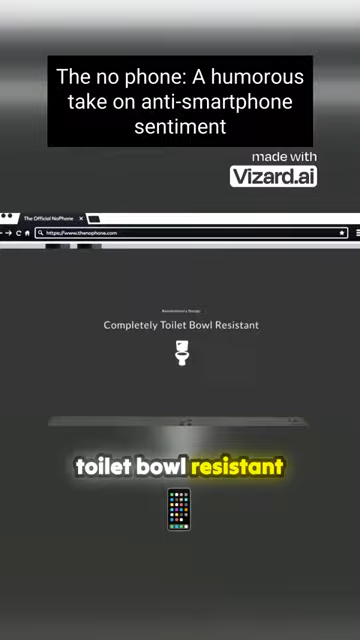 The no phone: A humorous
take on anti-smartphone
sentiment
made with
Vizard.ai
The Official NoPhone
https://www.thenophone.com
Completely Toilet Bowl Resistant
toilet bowl resistant